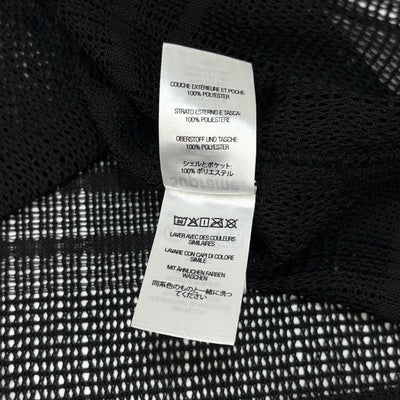 COUCHE EXTÉRIEURE ET POCHE:
100% POLYESTER
STRATO ESTERNO E TASCA:
100% POLIESTERE
OBERSTOFF UND TASCHE:
100% POLYESTER
シェルとポケット:
100% ポリエステル
LAVER AVEC DES COULEURS
SIMILAIRES
LAVARE CON CAPI DI COLORE
SIMILE
MIT ÄHNLICHEN FARBEN
WASCHEN
同系色のものと一緒に洗っ
てください